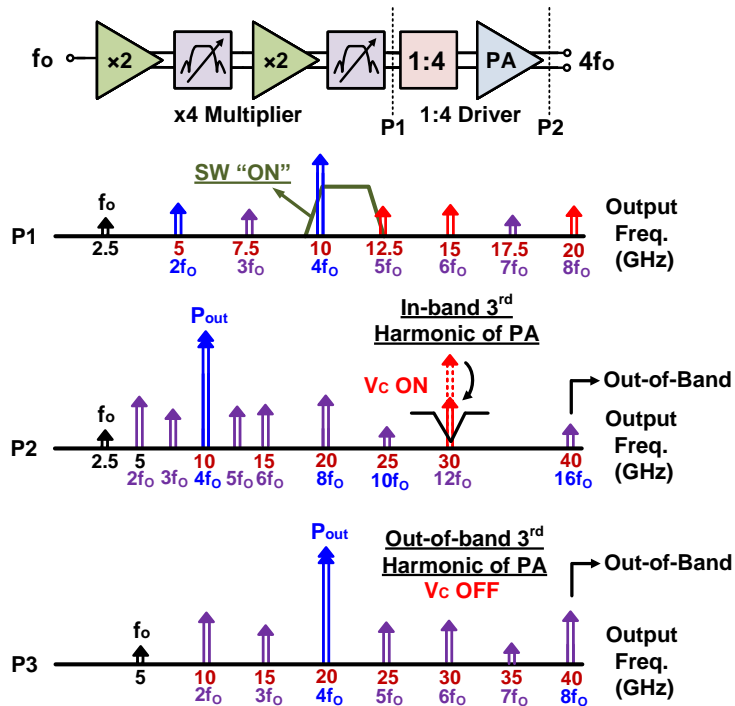 fo
×2
×2
1:4
PA
4fo
x4 Multiplier
P1
1:4 Driver
P2
SW "ON"
fo
P1
2.5
5
7.5
10
12.5
15
17.5
20
2fO
3fO
4fO
5fO
6fO
7fO
8fO
Output
Freq.
(GHz)
Pout
In-band 3rd
Harmonic of PA
VC ON
Out-of-Band
fo
P2
2.5
5
10
15
20
25
30
40
2fO
3fO
4fO
5fO
6fO
8fO
10fO
12fO
16fO
Output
Freq.
(GHz)
Pout
Out-of-band 3rd
Harmonic of PA
VC OFF
Out-of-Band
fo
P3
5
10
15
20
25
30
35
40
2fO
3fO
4fO
5fO
6fO
7fO
8fO
Output
Freq.
(GHz)